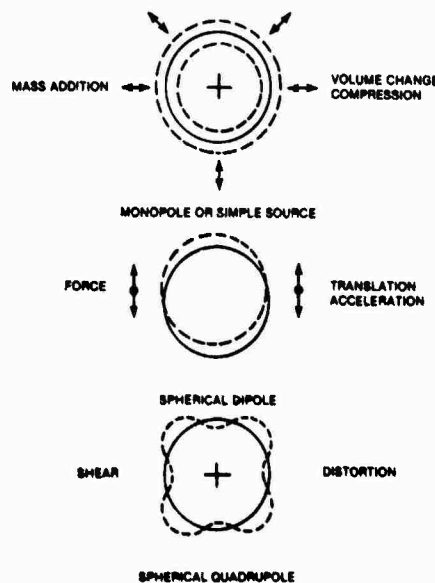 MASS ADDITION
VOLUME CHANGE
COMPRESSION
MONOPOLE OR SIMPLE SOURCE
FORCE
TRANSLATION
ACCELERATION
SPHERICAL DIPOLE
SHEAR
DISTORTION
SPHERICAL QUADRUPOLE